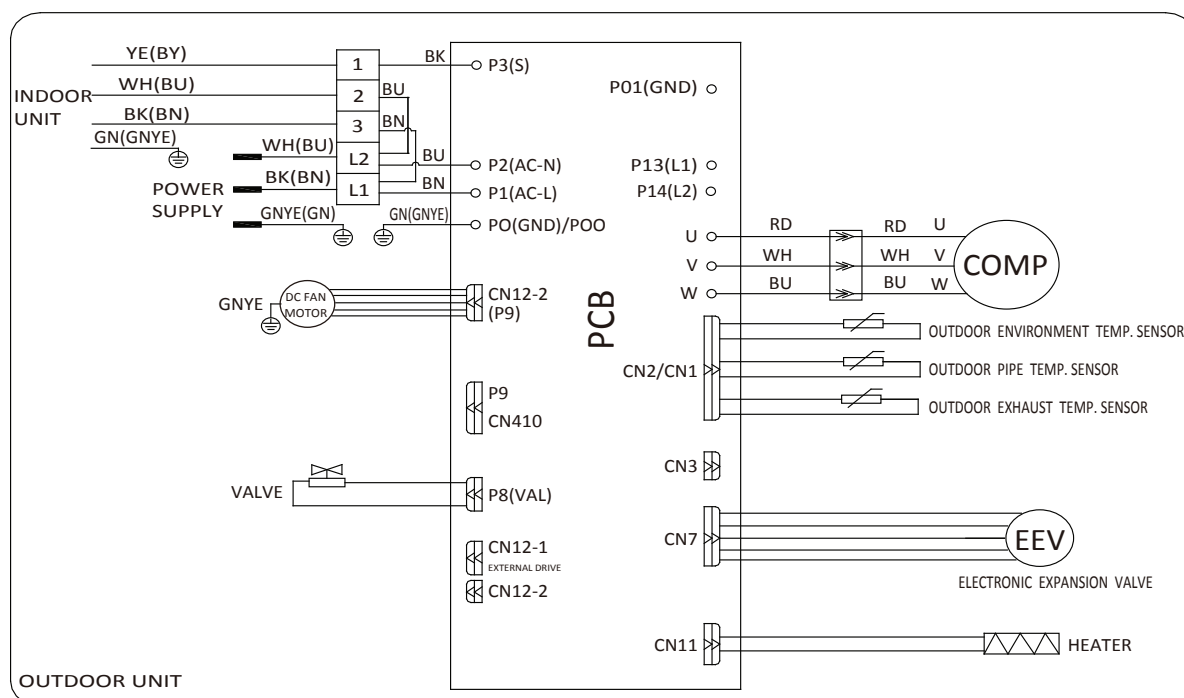 YE(BY)
1
BK
P3(S)
P01(GND)
INDOOR
UNIT
WH(BU)
2
BU
BK(BN)
3
BN
GN(GNYE)
WH(BU)
L2
BU
P2(AC-N)
P13(L1)
POWER
SUPPLY
BK(BN)
L1
BN
P1(AC-L)
P14(L2)
GNYE(GN)
GN(GNYE)
PO(GND)/POO
U
RD
RD
U
V
WH
WH
V
W
BU
BU
W
COMP
GNYE
DC FAN
MOTOR
CN12-2
(P9)
PCB
CN2/CN1
OUTDOOR ENVIRONMENT TEMP. SENSOR
OUTDOOR PIPE TEMP. SENSOR
OUTDOOR EXHAUST TEMP. SENSOR
P9
CN410
CN3
VALVE
P8(VAL)
CN7
EEV
ELECTRONIC EXPANSION VALVE
CN12-1
EXTERNAL DRIVE
CN12-2
CN11
HEATER
OUTDOOR UNIT